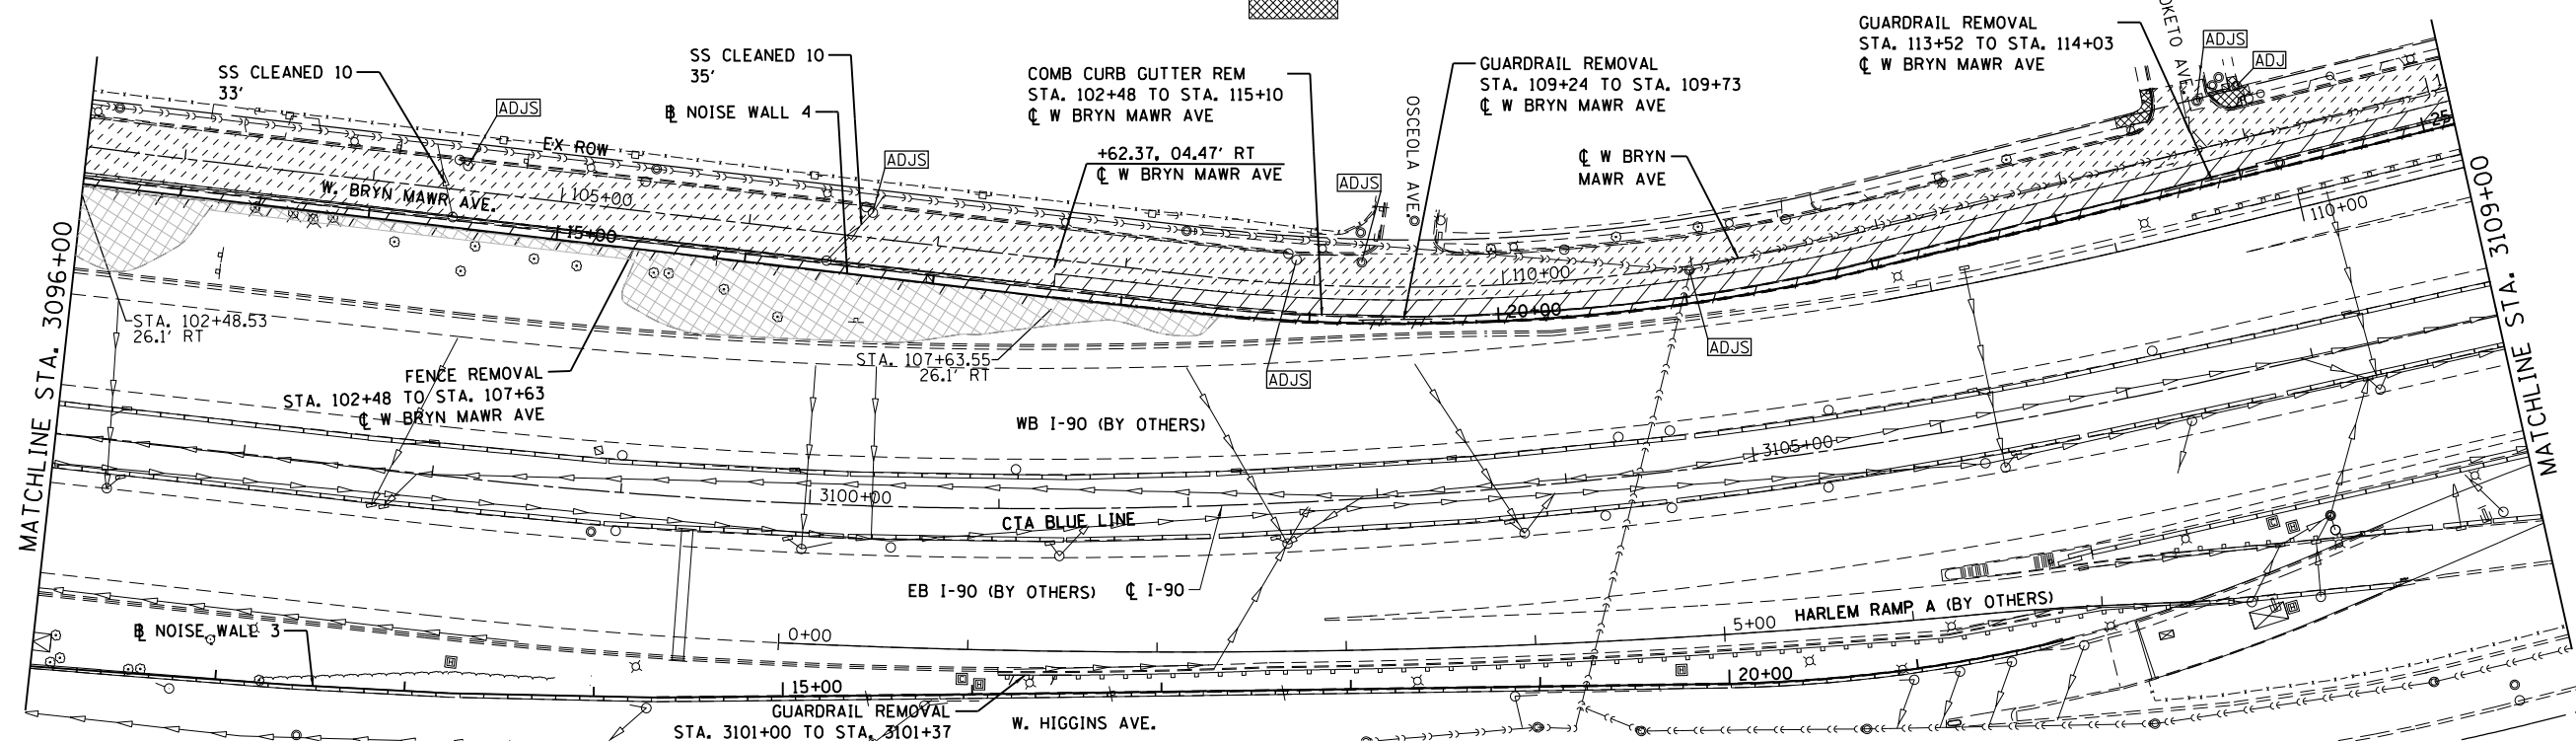 SS CLEANED 10
33'
ADJS
EX ROW
W. BRYN MAWR AVE.
105+00
15+00
SS CLEANED 10
35'
℄ NOISE WALL 4
ADJS
COMB CURB GUTTER REM
STA. 102+48 TO STA. 115+10
℄ W BRYN MAWR AVE
+62.37, 04.47' RT
℄ W BRYN MAWR AVE
ADJS
OSCEOLA AVE.
GUARDRAIL REMOVAL
STA. 109+24 TO STA. 109+73
℄ W BRYN MAWR AVE
℄ W BRYN
MAWR AVE
GUARDRAIL REMOVAL
STA. 113+52 TO STA. 114+03
℄ W BRYN MAWR AVE
OKETO AVE.
ADJS
ADJ
25
110+00
110+00
20+00
ADJS
ADJS
MATCHLINE STA. 3096+00
STA. 102+48.53
26.1' RT
FENCE REMOVAL
STA. 102+48 TO STA. 107+63
℄ W BRYN MAWR AVE
STA. 107+63.55
26.1' RT
WB I-90 (BY OTHERS)
3105+00
3100+00
CTA BLUE LINE
EB I-90 (BY OTHERS)
℄ I-90
MATCHLINE STA. 3109+00
HARLEM RAMP A (BY OTHERS)
0+00
5+00
℄ NOISE WALL 3
15+00
20+00
GUARDRAIL REMOVAL
STA. 3101+00 TO STA. 3101+37
W. HIGGINS AVE.